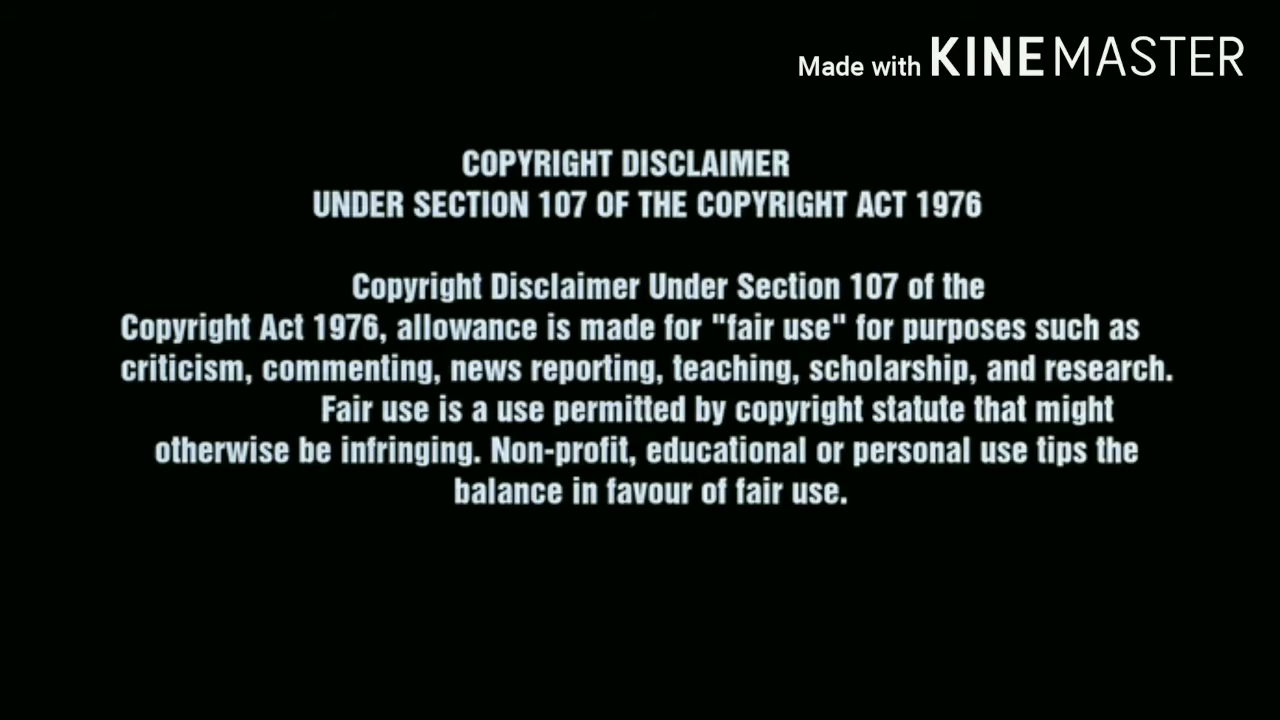 Made with KINEMASTER
COPYRIGHT DISCLAIMER
UNDER SECTION 107 OF THE COPYRIGHT ACT 1976
Copyright Disclaimer Under Section 107 of the
Copyright Act 1976, allowance is made for "fair use" for purposes such as
criticism, commenting, news reporting, teaching, scholarship, and research.
Fair use is a use permitted by copyright statute that might
otherwise be infringing. Non-profit, educational or personal use tips the
balance in favour of fair use.